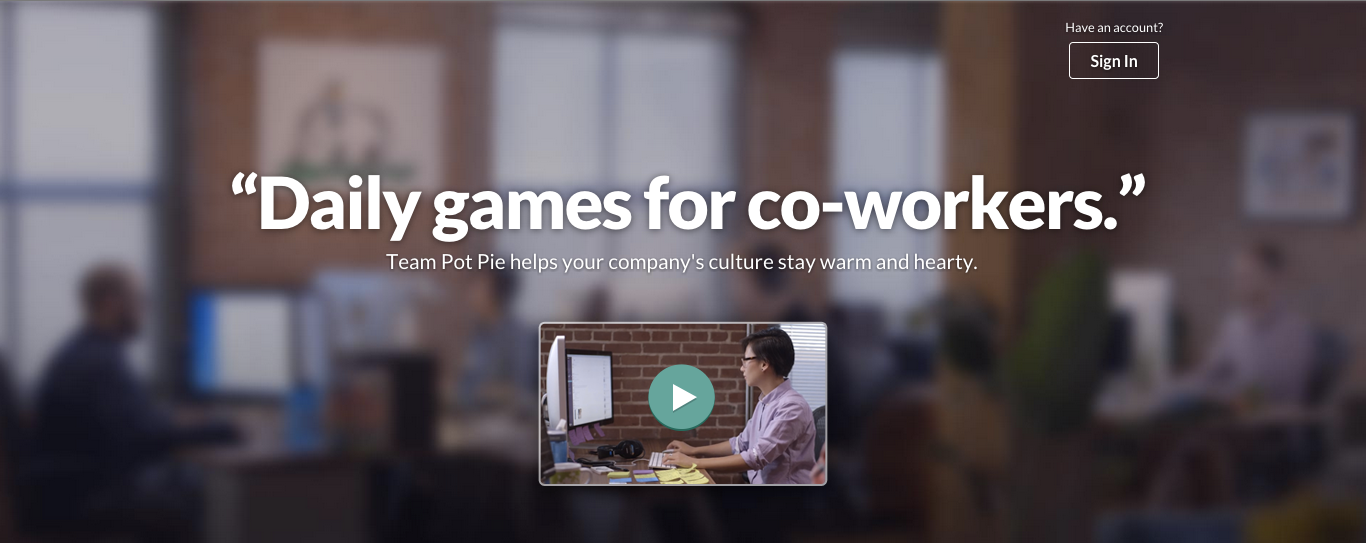 Have an account?
Sign In
“Daily games for co-workers.”
Team Pot Pie helps your company's culture stay warm and hearty.